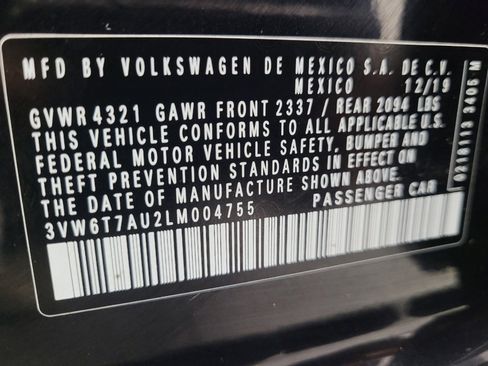 MFD BY VOLKSWAGEN DE MEXICO S.A. DE C.V.
MEXICO 12/19
GVWR 4321 GAWR FRONT 2337 / REAR 2094 LBS
THIS VEHICLE CONFORMS TO ALL APPLICABLE U.S.
FEDERAL MOTOR VEHICLE SAFETY, BUMPER AND
THEFT PREVENTION STANDARDS IN EFFECT ON
THE DATE OF MANUFACTURE SHOWN ABOVE.
3VW6T7AU2LM004755 PASSENGER CAR